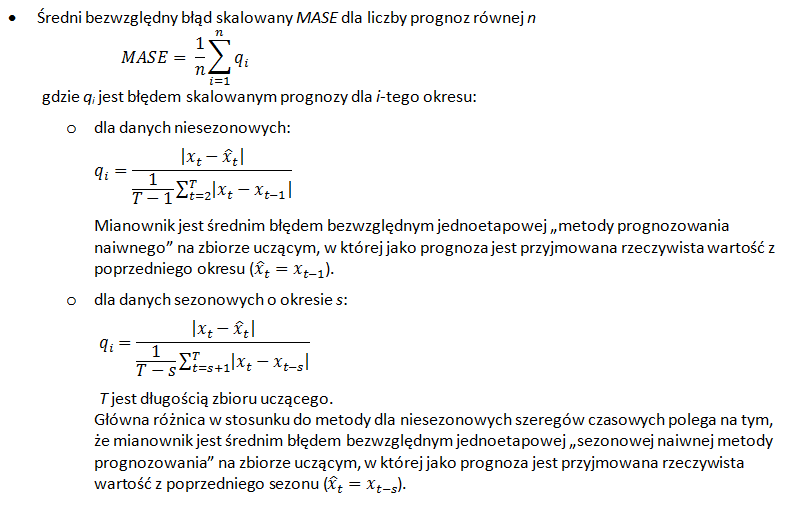 • Średni bezwzględny błąd skalowany MASE dla liczby prognoz równej n
MASE = \frac{1}{n} \sum_{i=1}^{n} q_i
gdzie q_i jest błędem skalowanym prognozy dla i-tego okresu:
o dla danych niesezonowych:
q_i = \frac{|x_t - \hat{x}_t|}{\frac{1}{T-1} \sum_{t=2}^{T} |x_t - x_{t-1}|}
Mianownik jest średnim błędem bezwzględnym jednoetapowej „metody prognozowania
naiwnego” na zbiorze uczącym, w której jako prognoza jest przyjmowana rzeczywista wartość z
poprzedniego okresu (\hat{x}_t = x_{t-1}).
o dla danych sezonowych o okresie s:
q_i = \frac{|x_t - \hat{x}_t|}{\frac{1}{T-s} \sum_{t=s+1}^{T} |x_t - x_{t-s}|}
T jest długością zbioru uczącego.
Główna różnica w stosunku do metody dla niesezonowych szeregów czasowych polega na tym,
że mianownik jest średnim błędem bezwzględnym jednoetapowej „sezonowej naiwnej metody
prognozowania” na zbiorze uczącym, w której jako prognoza jest przyjmowana rzeczywista
wartość z poprzedniego sezonu (\hat{x}_t = x_{t-s}).